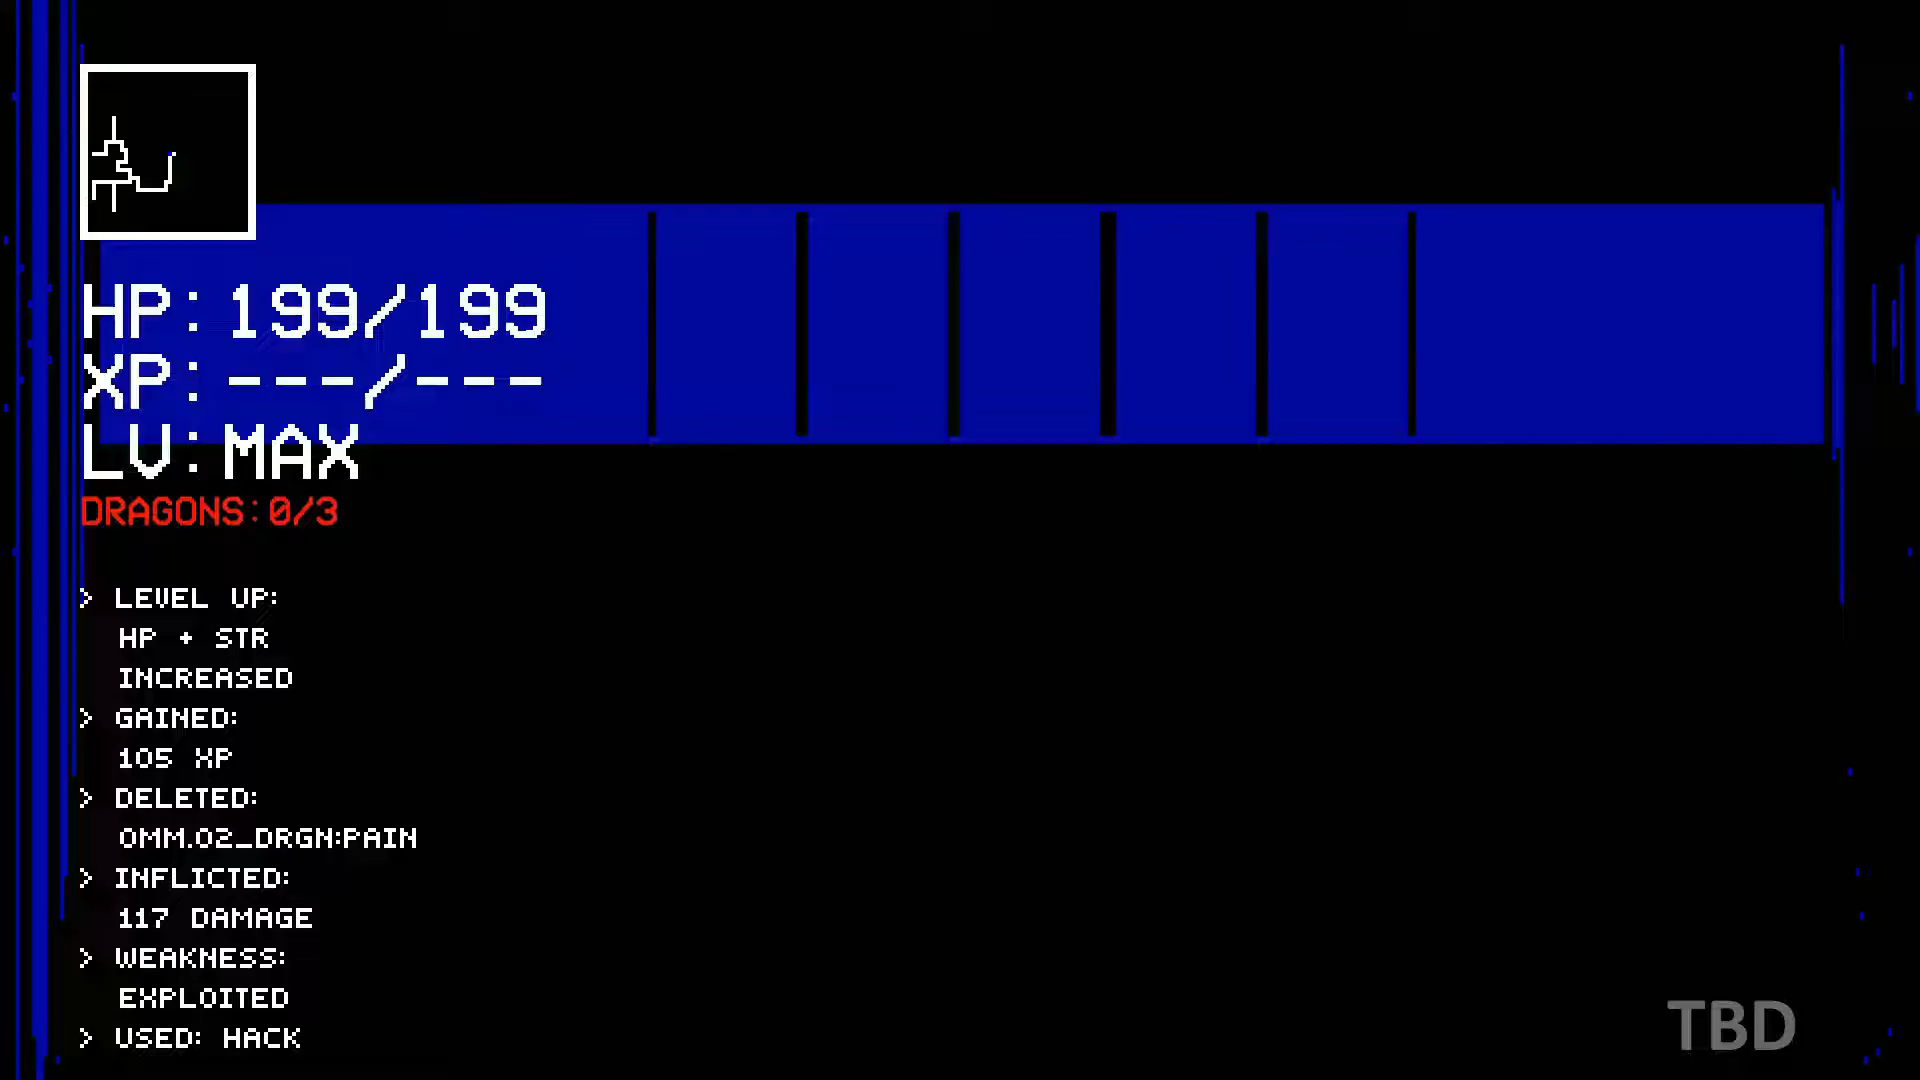 HP:199/199
XP:---/---
LV:MAX
DRAGONS:0/3
> LEVEL UP:
HP + STR
INCREASED
> GAINED:
105 XP
> DELETED:
OMM.02_DRGN:PAIN
> INFLICTED:
117 DAMAGE
> WEAKNESS:
EXPLOITED
> USED: HACK
TBD